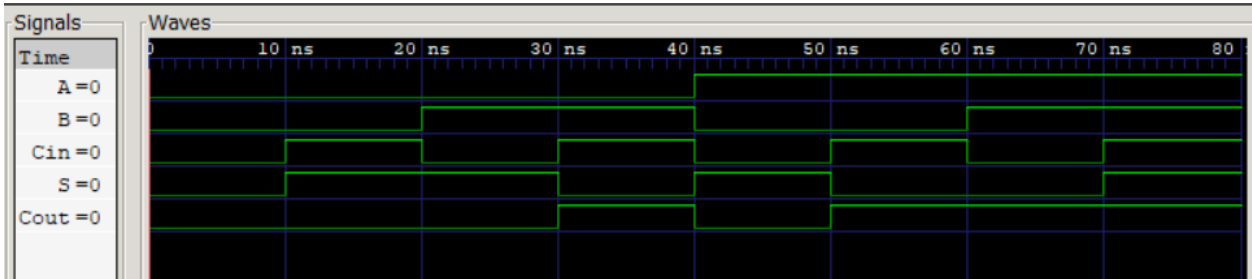 Signals Waves
Time 0 10 ns 20 ns 30 ns 40 ns 50 ns 60 ns 70 ns 80
A =0
B =0
Cin =0
S =0
Cout =0